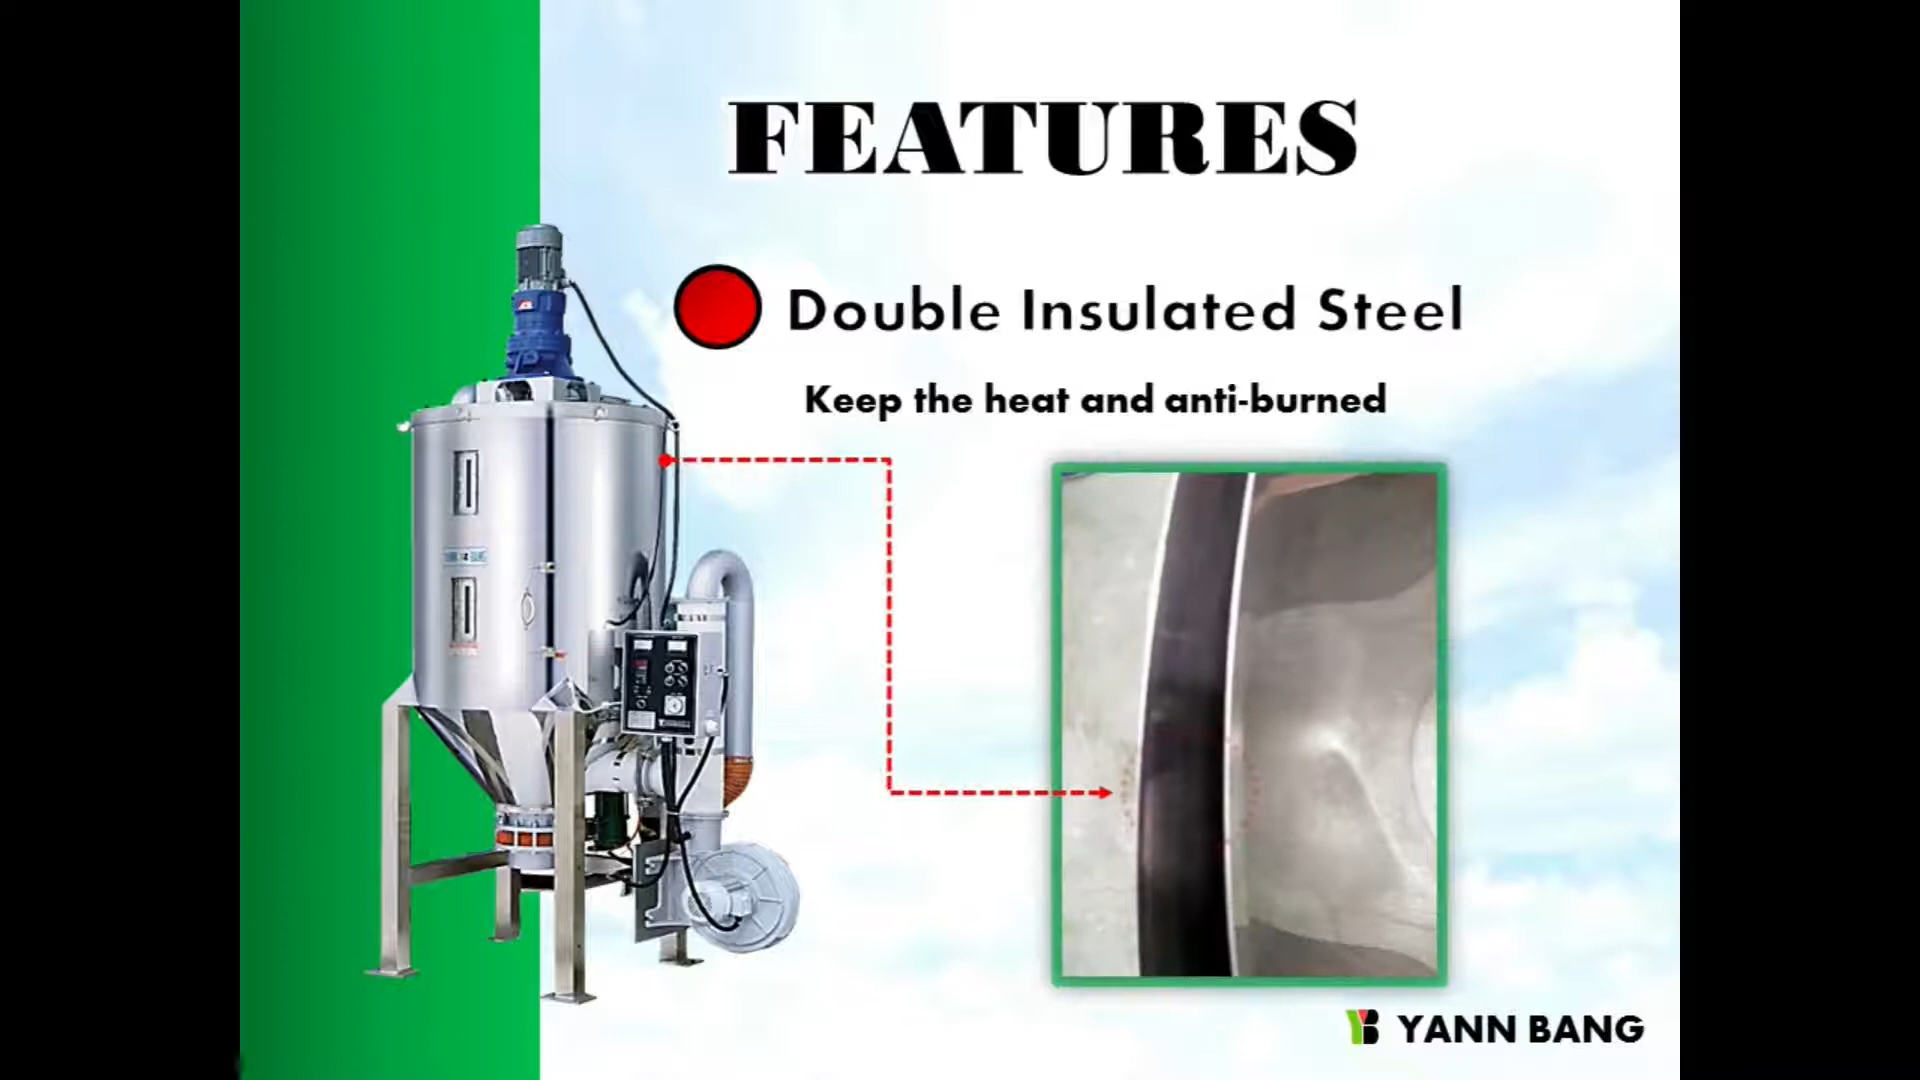 FEATURES
Double Insulated Steel
Keep the heat and anti-burned
YANN BANG